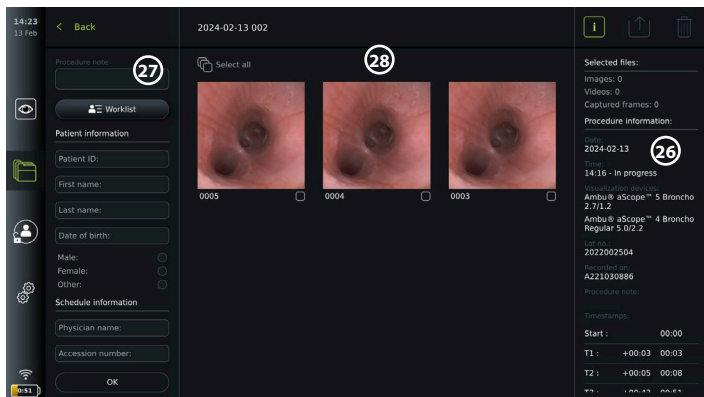 14:23
13 Feb
< Back
2024-02-13 002
i
Procedure note:
27
Worklist
Patient information
Patient ID:
First name:
Last name:
Date of birth:
Male:
Female:
Other:
Schedule information
Physician name:
Accession number:
OK
0:51
Select all
28
0005
0004
0003
Selected files:
Images: 0
Videos: 0
Captured frames: 0
Procedure information:
Date:
2024-02-13
26
Time:
14:16 - In progress
Visualization devices:
Ambu® aScope™ 5 Broncho
2.7/1.2
Ambu® aScope™ 4 Broncho
Regular 5.0/2.2
Lot no.:
2022002504
Recorded on:
A221030886
Procedure note:
Timestamps:
Start : 00:00
T1 : +00:03 00:03
T2 : +00:05 00:08
T3 : +00:43 00:51